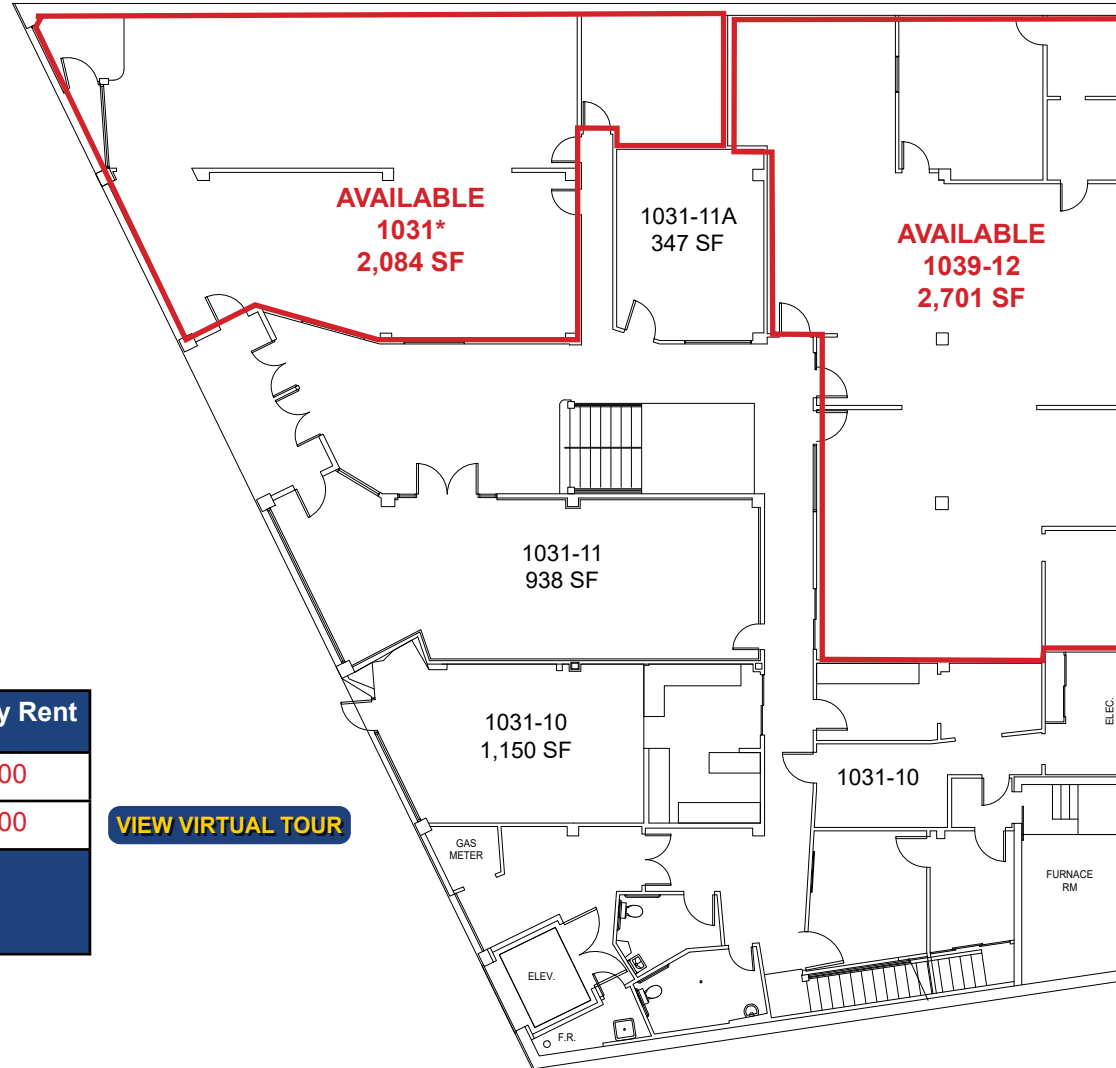 AVAILABLE
1031*
2,084 SF
1031-11A
347 SF
AVAILABLE
1039-12
2,701 SF
1031-11
938 SF
1031-10
1,150 SF
1031-10
ELEC.
y Rent
00
00
VIEW VIRTUAL TOUR
GAS
METER
FURNACE
RM
ELEV.
F.R.